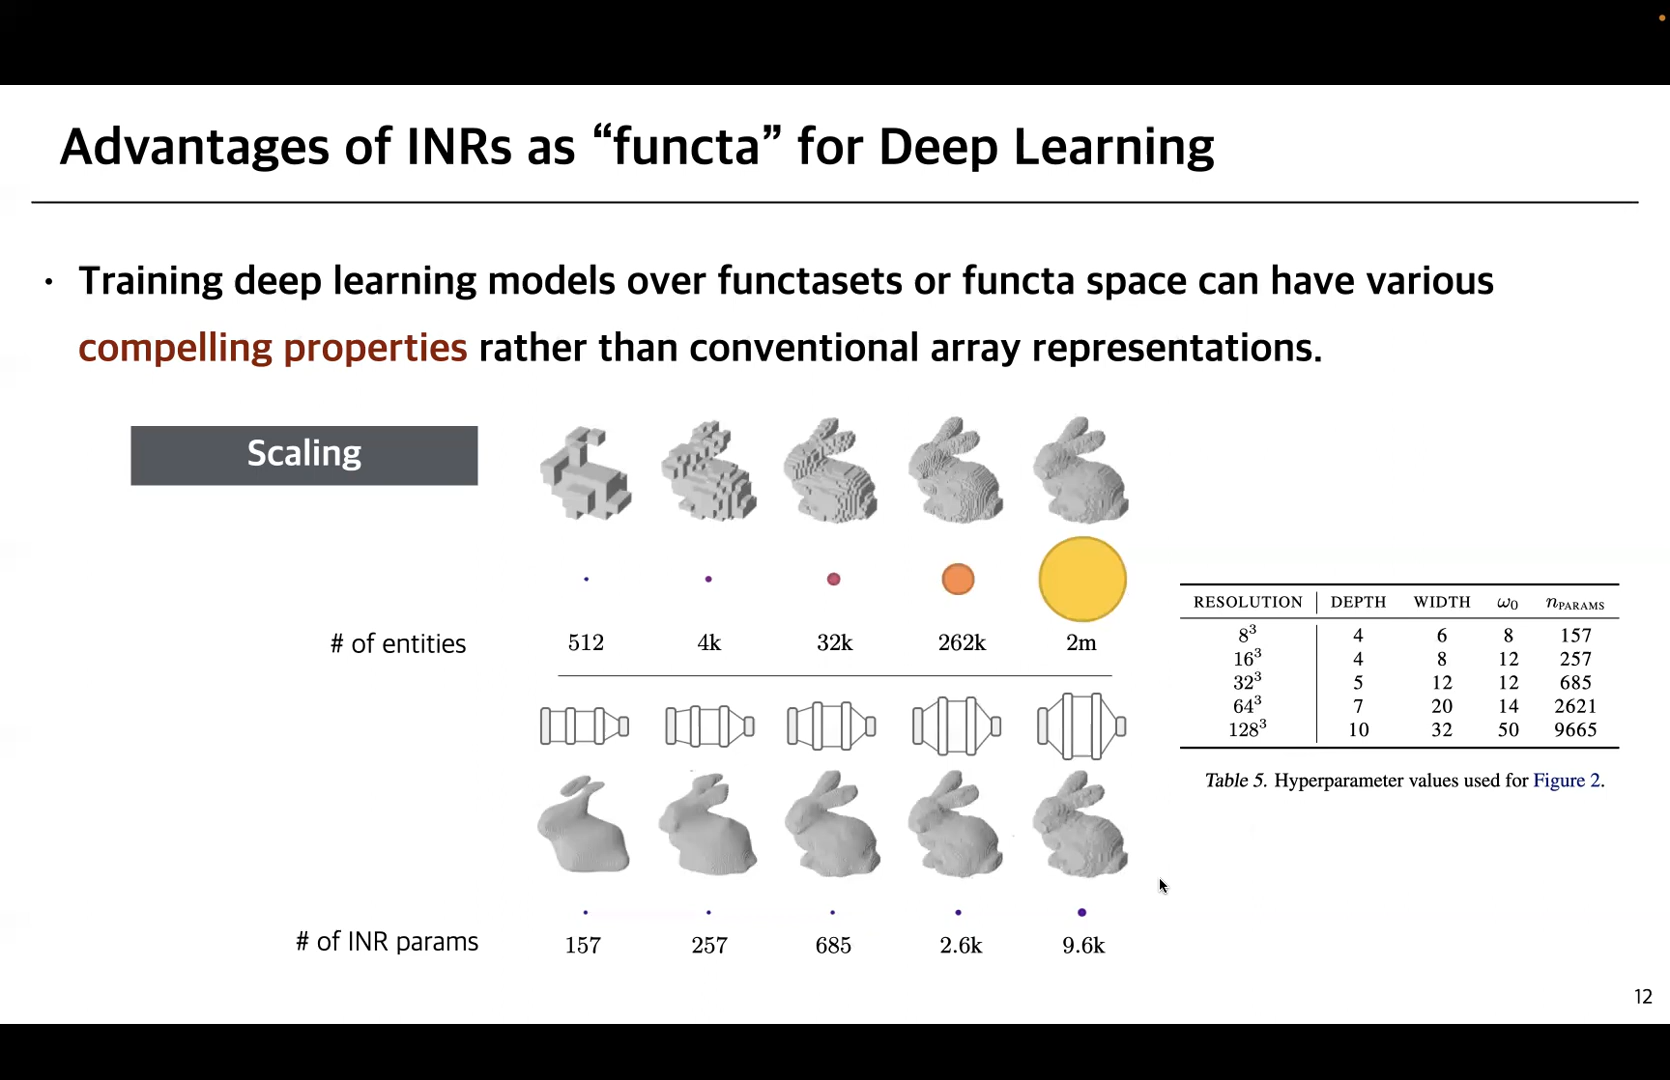 Advantages of INRs as “functa” for Deep Learning
• Training deep learning models over functasets or functa space can have various
compelling properties rather than conventional array representations.
Scaling
# of entities 512 4k 32k 262k 2m
# of INR params 157 257 685 2.6k 9.6k
RESOLUTION DEPTH WIDTH ω₀ nPARAMS
8³ 4 6 8 157
16³ 4 8 12 257
32³ 5 12 12 685
64³ 7 20 14 2621
128³ 10 32 50 9665
Table 5. Hyperparameter values used for Figure 2.
12